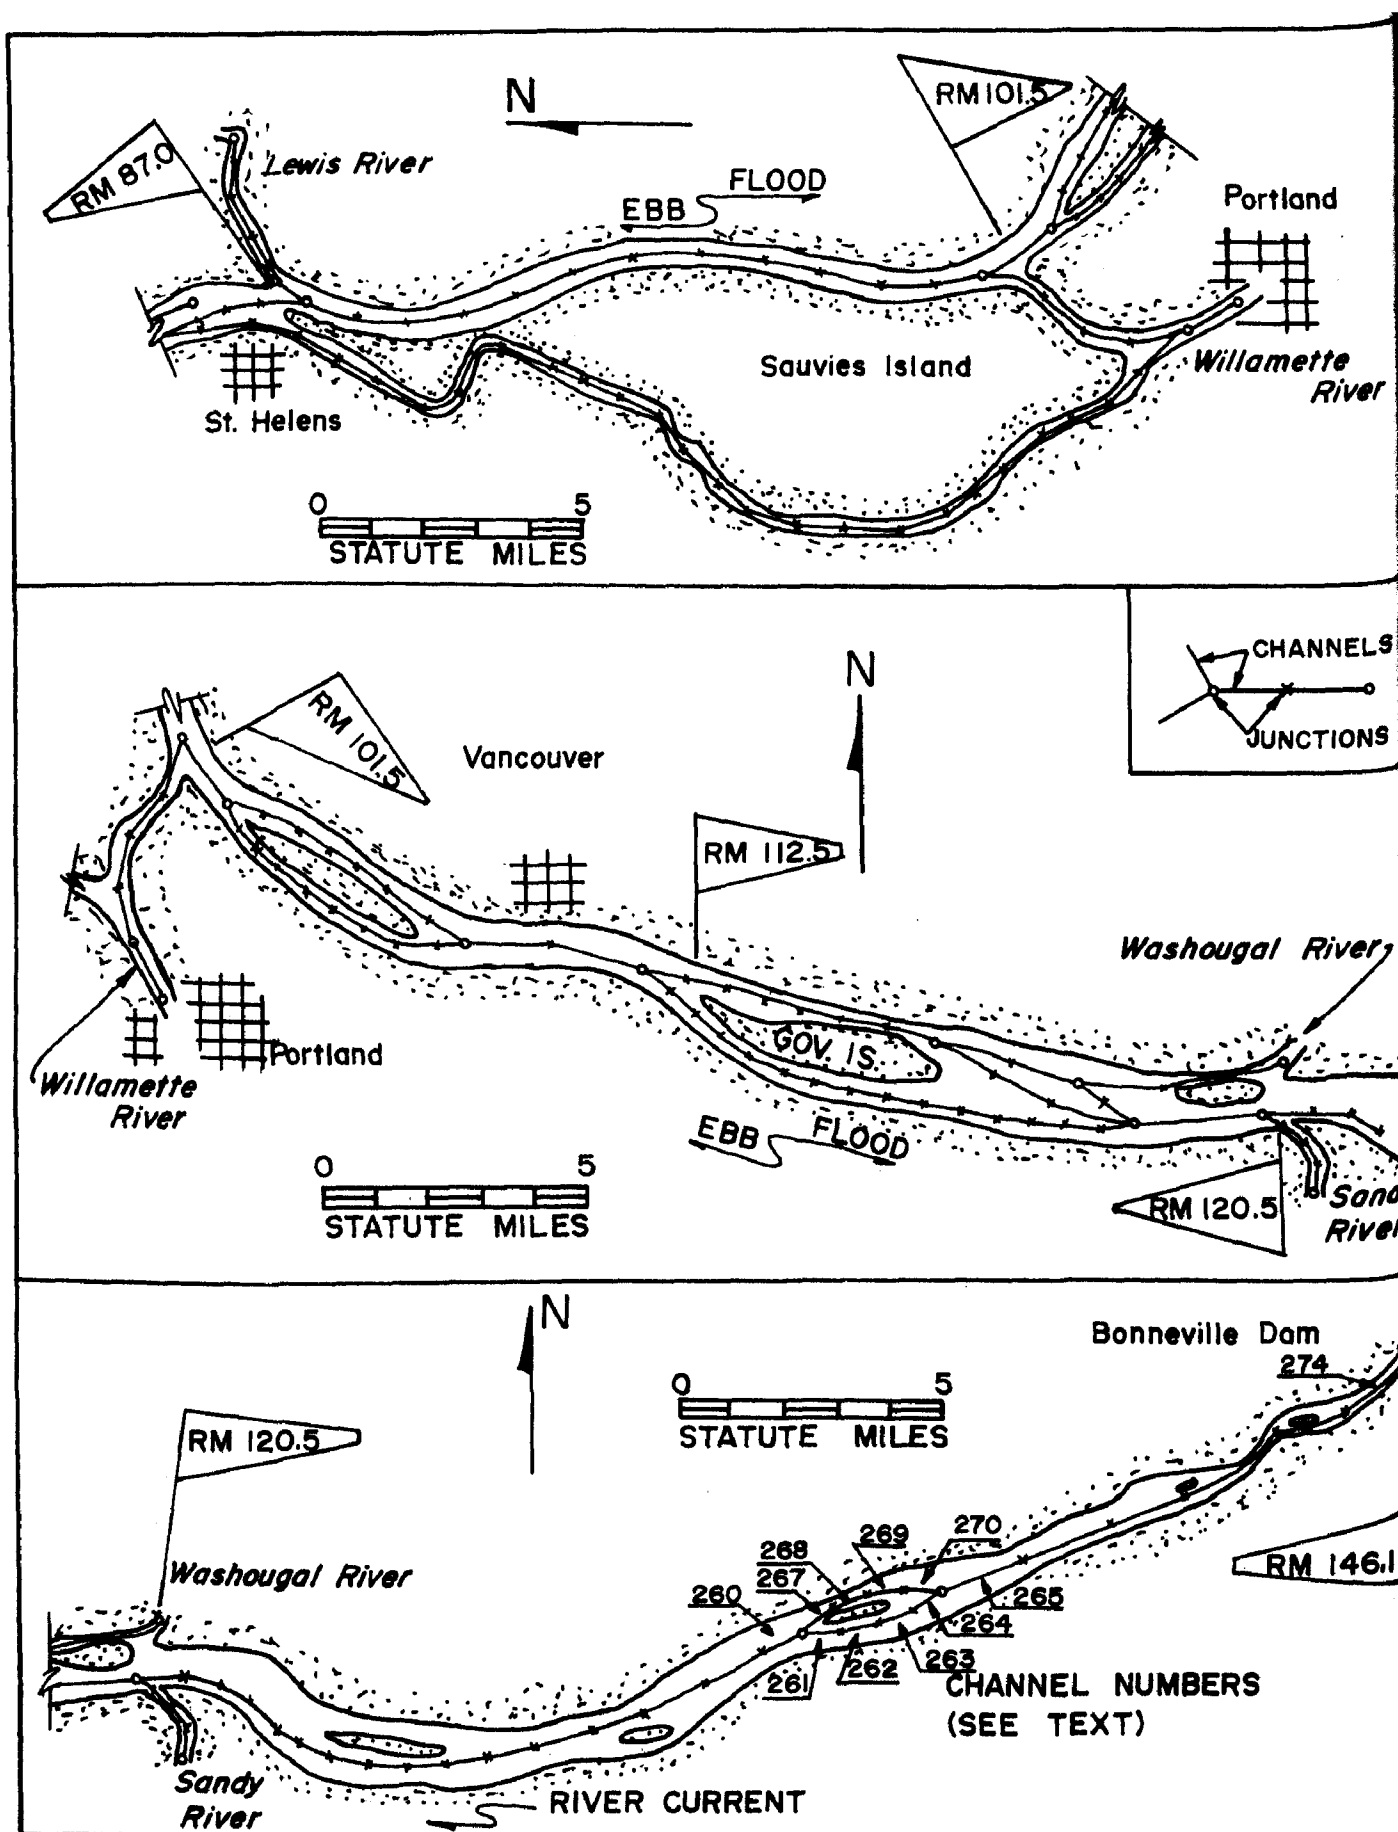 N
RM 101.5
RM 87.0
Lewis River
FLOOD
EBB
Portland
Sauvies Island
Willamette
River
St. Helens
0 5
STATUTE MILES
CHANNELS
JUNCTIONS
N
RM 101.5
Vancouver
RM 112.5
Washougal River
GOV. IS.
Portland
Willamette
River
EBB FLOOD
0 5
STATUTE MILES
RM 120.5
Sand
River
N
Bonneville Dam
274
0 5
STATUTE MILES
RM 120.5
Washougal River
269 270
268
267
260
265
264
263
262
261
RM 146.1
CHANNEL NUMBERS
(SEE TEXT)
Sandy
River
RIVER CURRENT